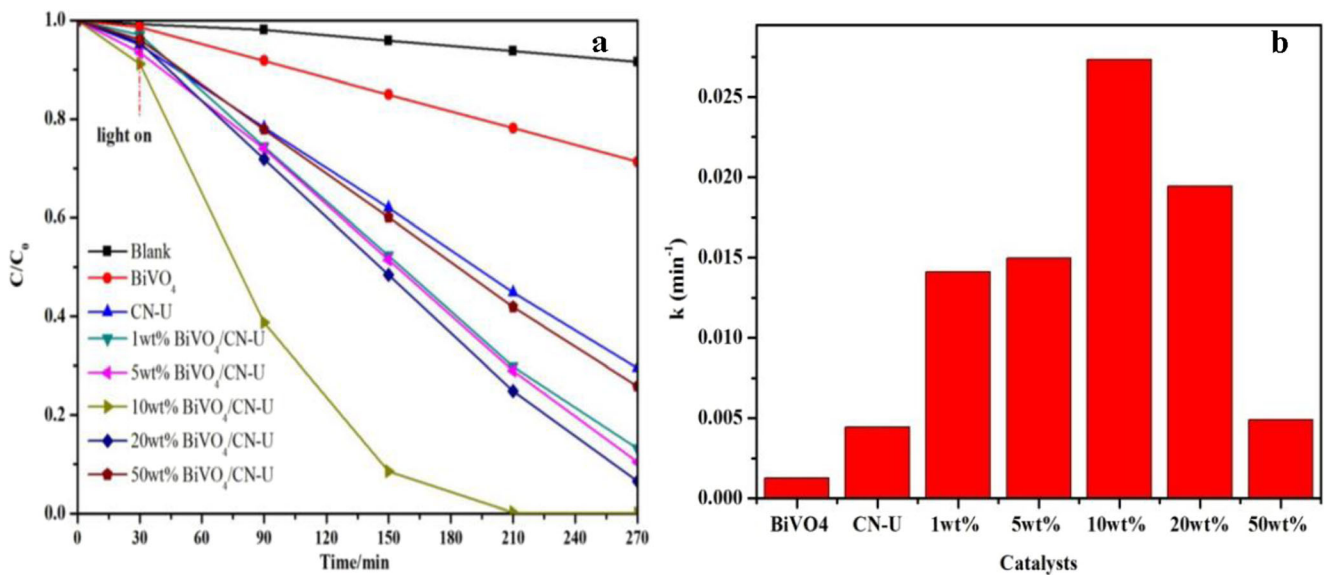 a
1.0
0.8
0.6
0.4
0.2
0.0
C/C₀
light on
Blank
BiVO₄
CN-U
1wt% BiVO₄/CN-U
5wt% BiVO₄/CN-U
10wt% BiVO₄/CN-U
20wt% BiVO₄/CN-U
50wt% BiVO₄/CN-U
0 30 60 90 120 150 180 210 240 270
Time/min
b
0.025
0.020
0.015
0.010
0.005
0.000
k (min⁻¹)
BiVO4 CN-U 1wt% 5wt% 10wt% 20wt% 50wt%
Catalysts